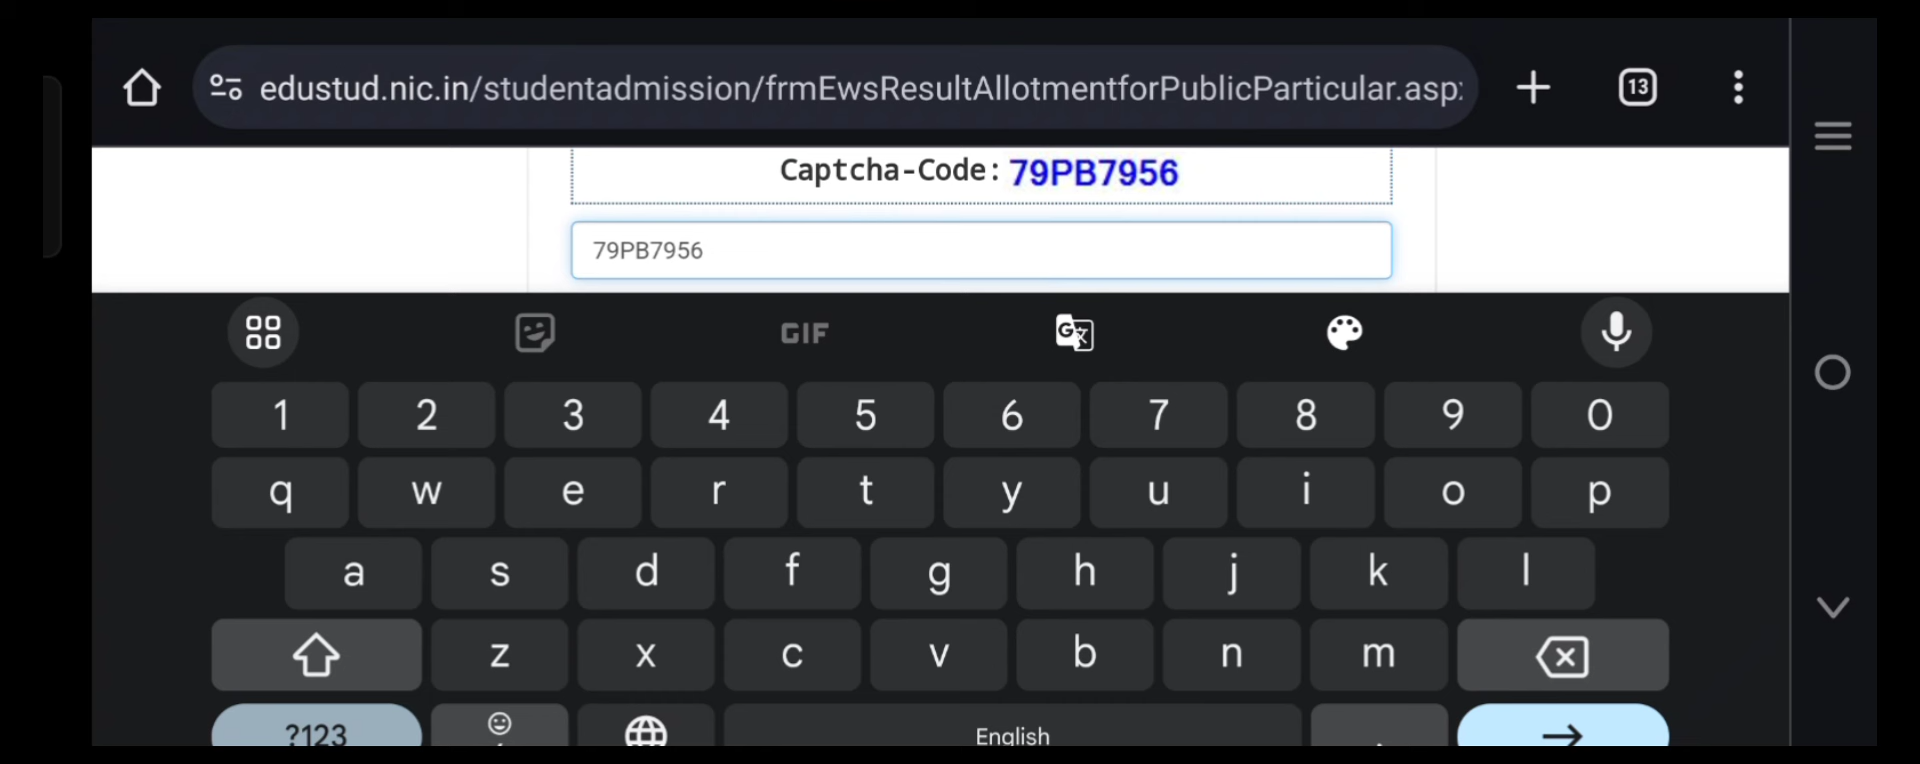 edustud.nic.in/studentadmission/frmEwsResultAllotmentforPublicParticular.asp
13
Captcha-Code: 79PB7956
79PB7956
GIF
G
1 2 3 4 5 6 7 8 9 0
q w e r t y u i o p
a s d f g h j k l
z x c v b n m
?123 English